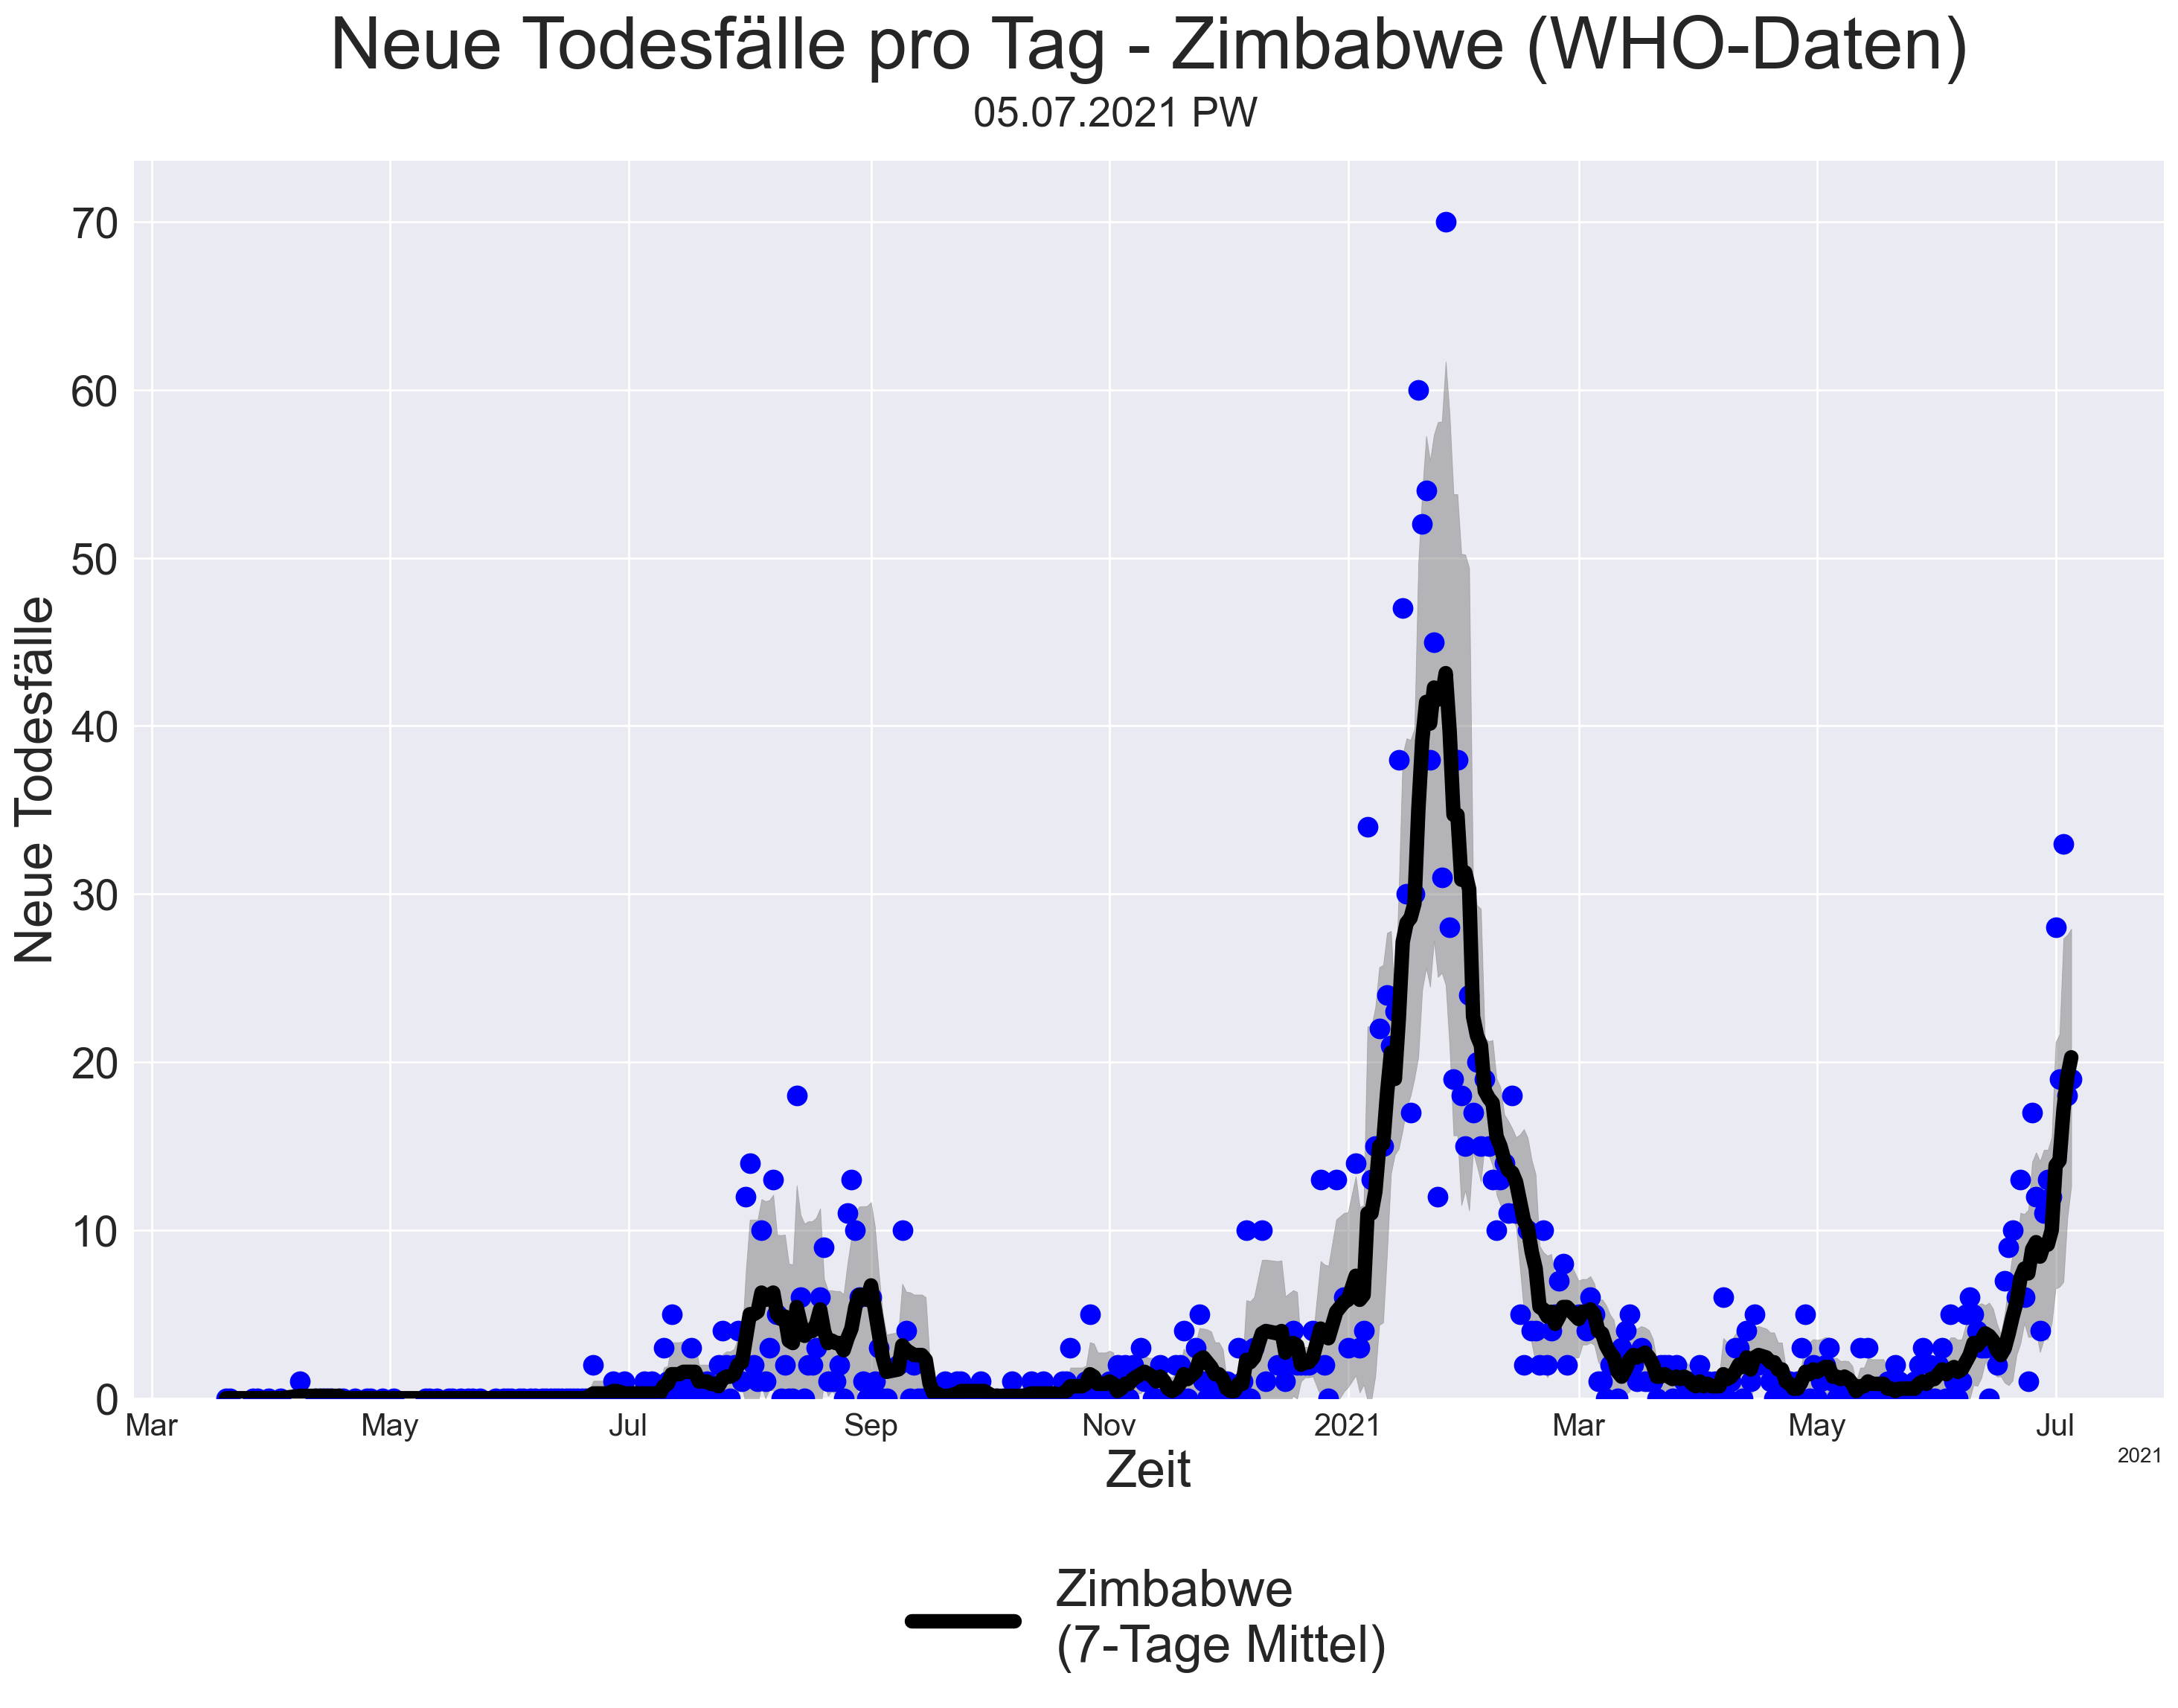 Neue Todesfälle pro Tag - Zimbabwe (WHO-Daten)
05.07.2021 PW
Neue Todesfälle
70
60
50
40
30
20
10
0
Mar May Jul Sep Nov 2021 Mar May Jul
2021
Zeit
Zimbabwe
(7-Tage Mittel)